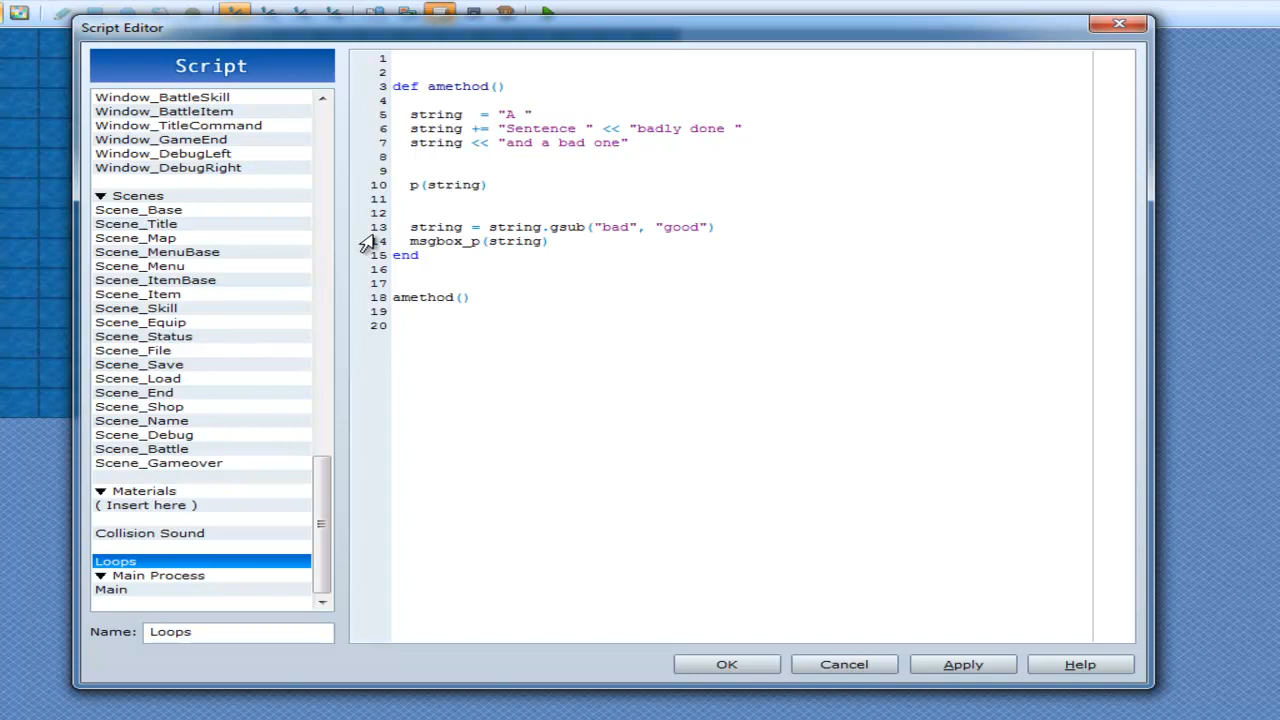 Script Editor
Script
Window_BattleSkill
Window_BattleItem
Window_TitleCommand
Window_GameEnd
Window_DebugLeft
Window_DebugRight
▼ Scenes
Scene_Base
Scene_Title
Scene_Map
Scene_MenuBase
Scene_Menu
Scene_ItemBase
Scene_Item
Scene_Skill
Scene_Equip
Scene_Status
Scene_File
Scene_Save
Scene_Load
Scene_End
Scene_Shop
Scene_Name
Scene_Debug
Scene_Battle
Scene_Gameover
▼ Materials
( Insert here )
Collision Sound
Loops
▼ Main Process
Main
Name: Loops
1
2
3 def amethod()
4
5 string  = "A "
6 string += "Sentence " << "badly done "
7 string << "and a bad one"
8
9
10 p(string)
11
12
13 string = string.gsub("bad", "good")
14 msgbox_p(string)
15 end
16
17
18 amethod()
19
20
OK Cancel Apply Help